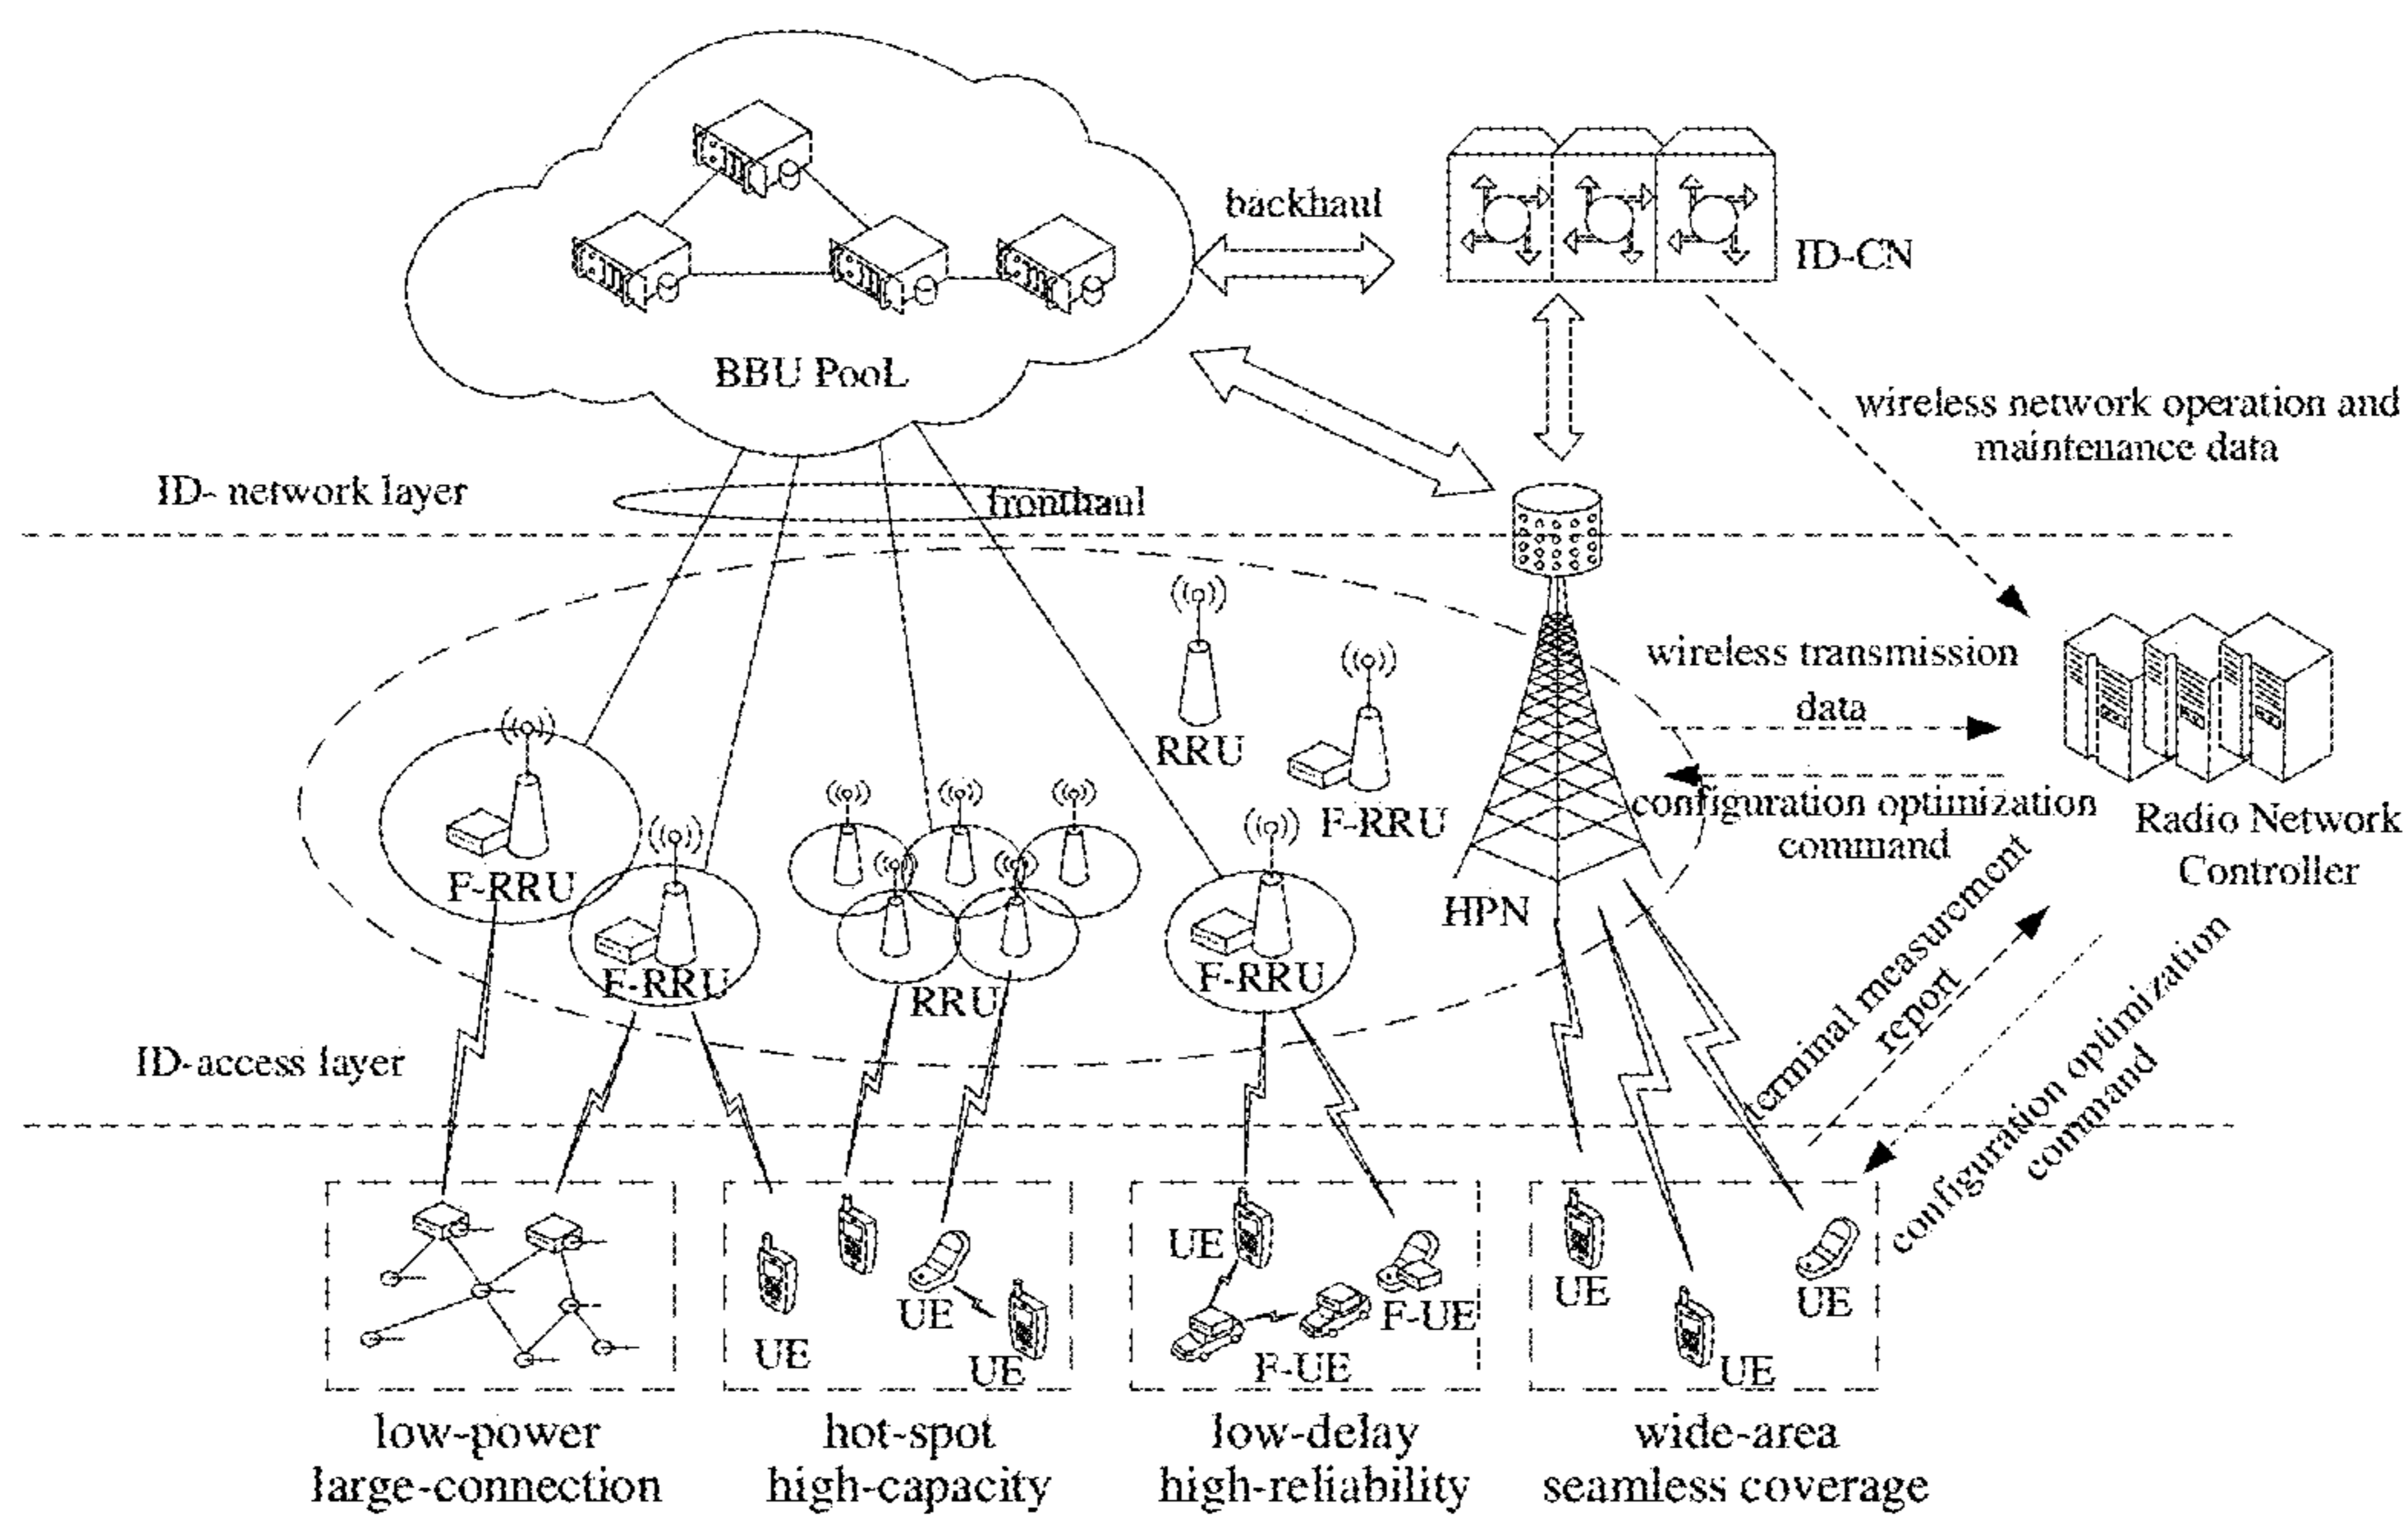 backhaul
ID-CN
BBU PooL
wireless network operation and
maintenance data
ID- network layer
fronthaul
wireless transmission
data
RRU
F-RRU
configuration optimization
command
Radio Network
Controller
F-RRU
F-RRU
RRU
F-RRU
HPN
terminal measurement
report
configuration optimization
command
ID-access layer
UE
UE
UE
UE
F-UE
F-UE
UE
UE
UE
low-power
large-connection
hot-spot
high-capacity
low-delay
high-reliability
wide-area
seamless coverage